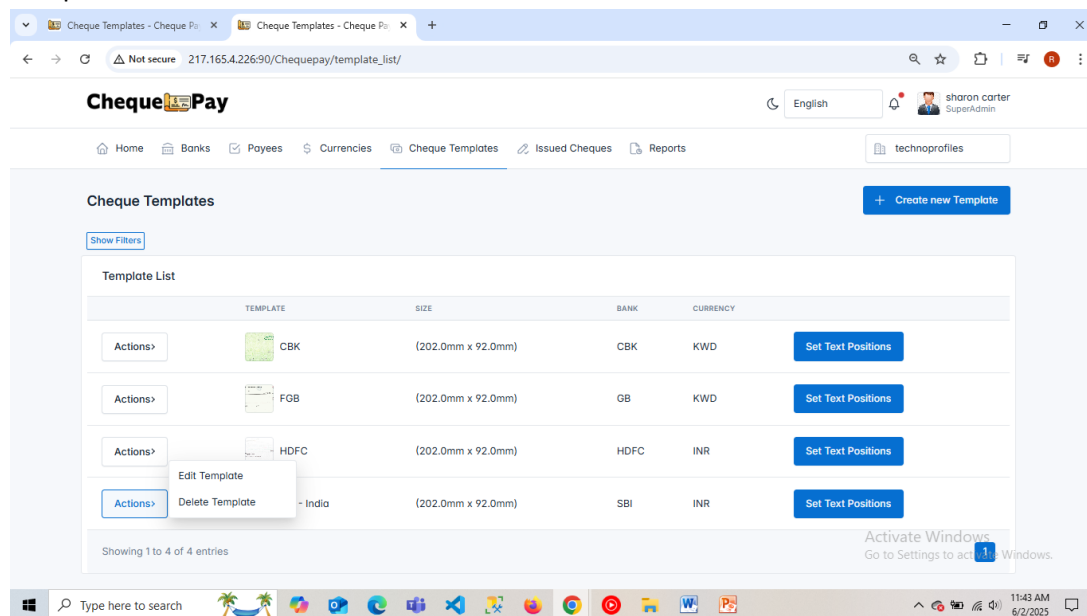 Cheque Templates - Cheque Pa
Cheque Templates - Cheque Pa
Not secure 217.165.4.226:90/Chequepay/template_list/
R
Cheque Pay
English
sharon carter
SuperAdmin
Home Banks Payees Currencies Cheque Templates Issued Cheques Reports
technoprofiles
Cheque Templates
+ Create new Template
Show Filters
Template List
TEMPLATE SIZE BANK CURRENCY
Actions› CBK (202.0mm x 92.0mm) CBK KWD Set Text Positions
Actions› FGB (202.0mm x 92.0mm) GB KWD Set Text Positions
Actions› HDFC (202.0mm x 92.0mm) HDFC INR Set Text Positions
Edit Template
Delete Template
Actions› - India (202.0mm x 92.0mm) SBI INR Set Text Positions
Showing 1 to 4 of 4 entries
1
Activate Windows
Go to Settings to activate Windows.
Type here to search
11:43 AM
6/2/2025